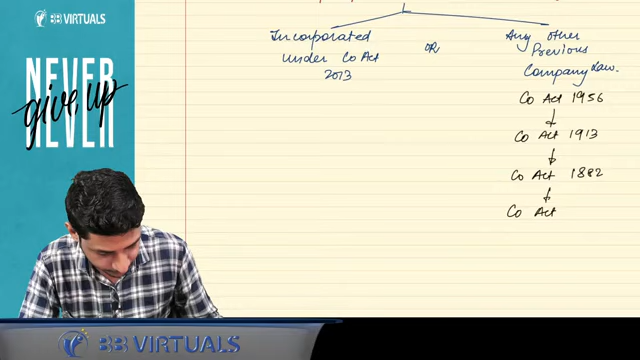 BB VIRTUALS
NEVER
give up
NEVER
Incorporated
under Co Act
2013
OR
Any Other
Previous
Company Law.
Co Act 1956
Co Act 1913
Co Act 1882
Co Act
BB VIRTUALS